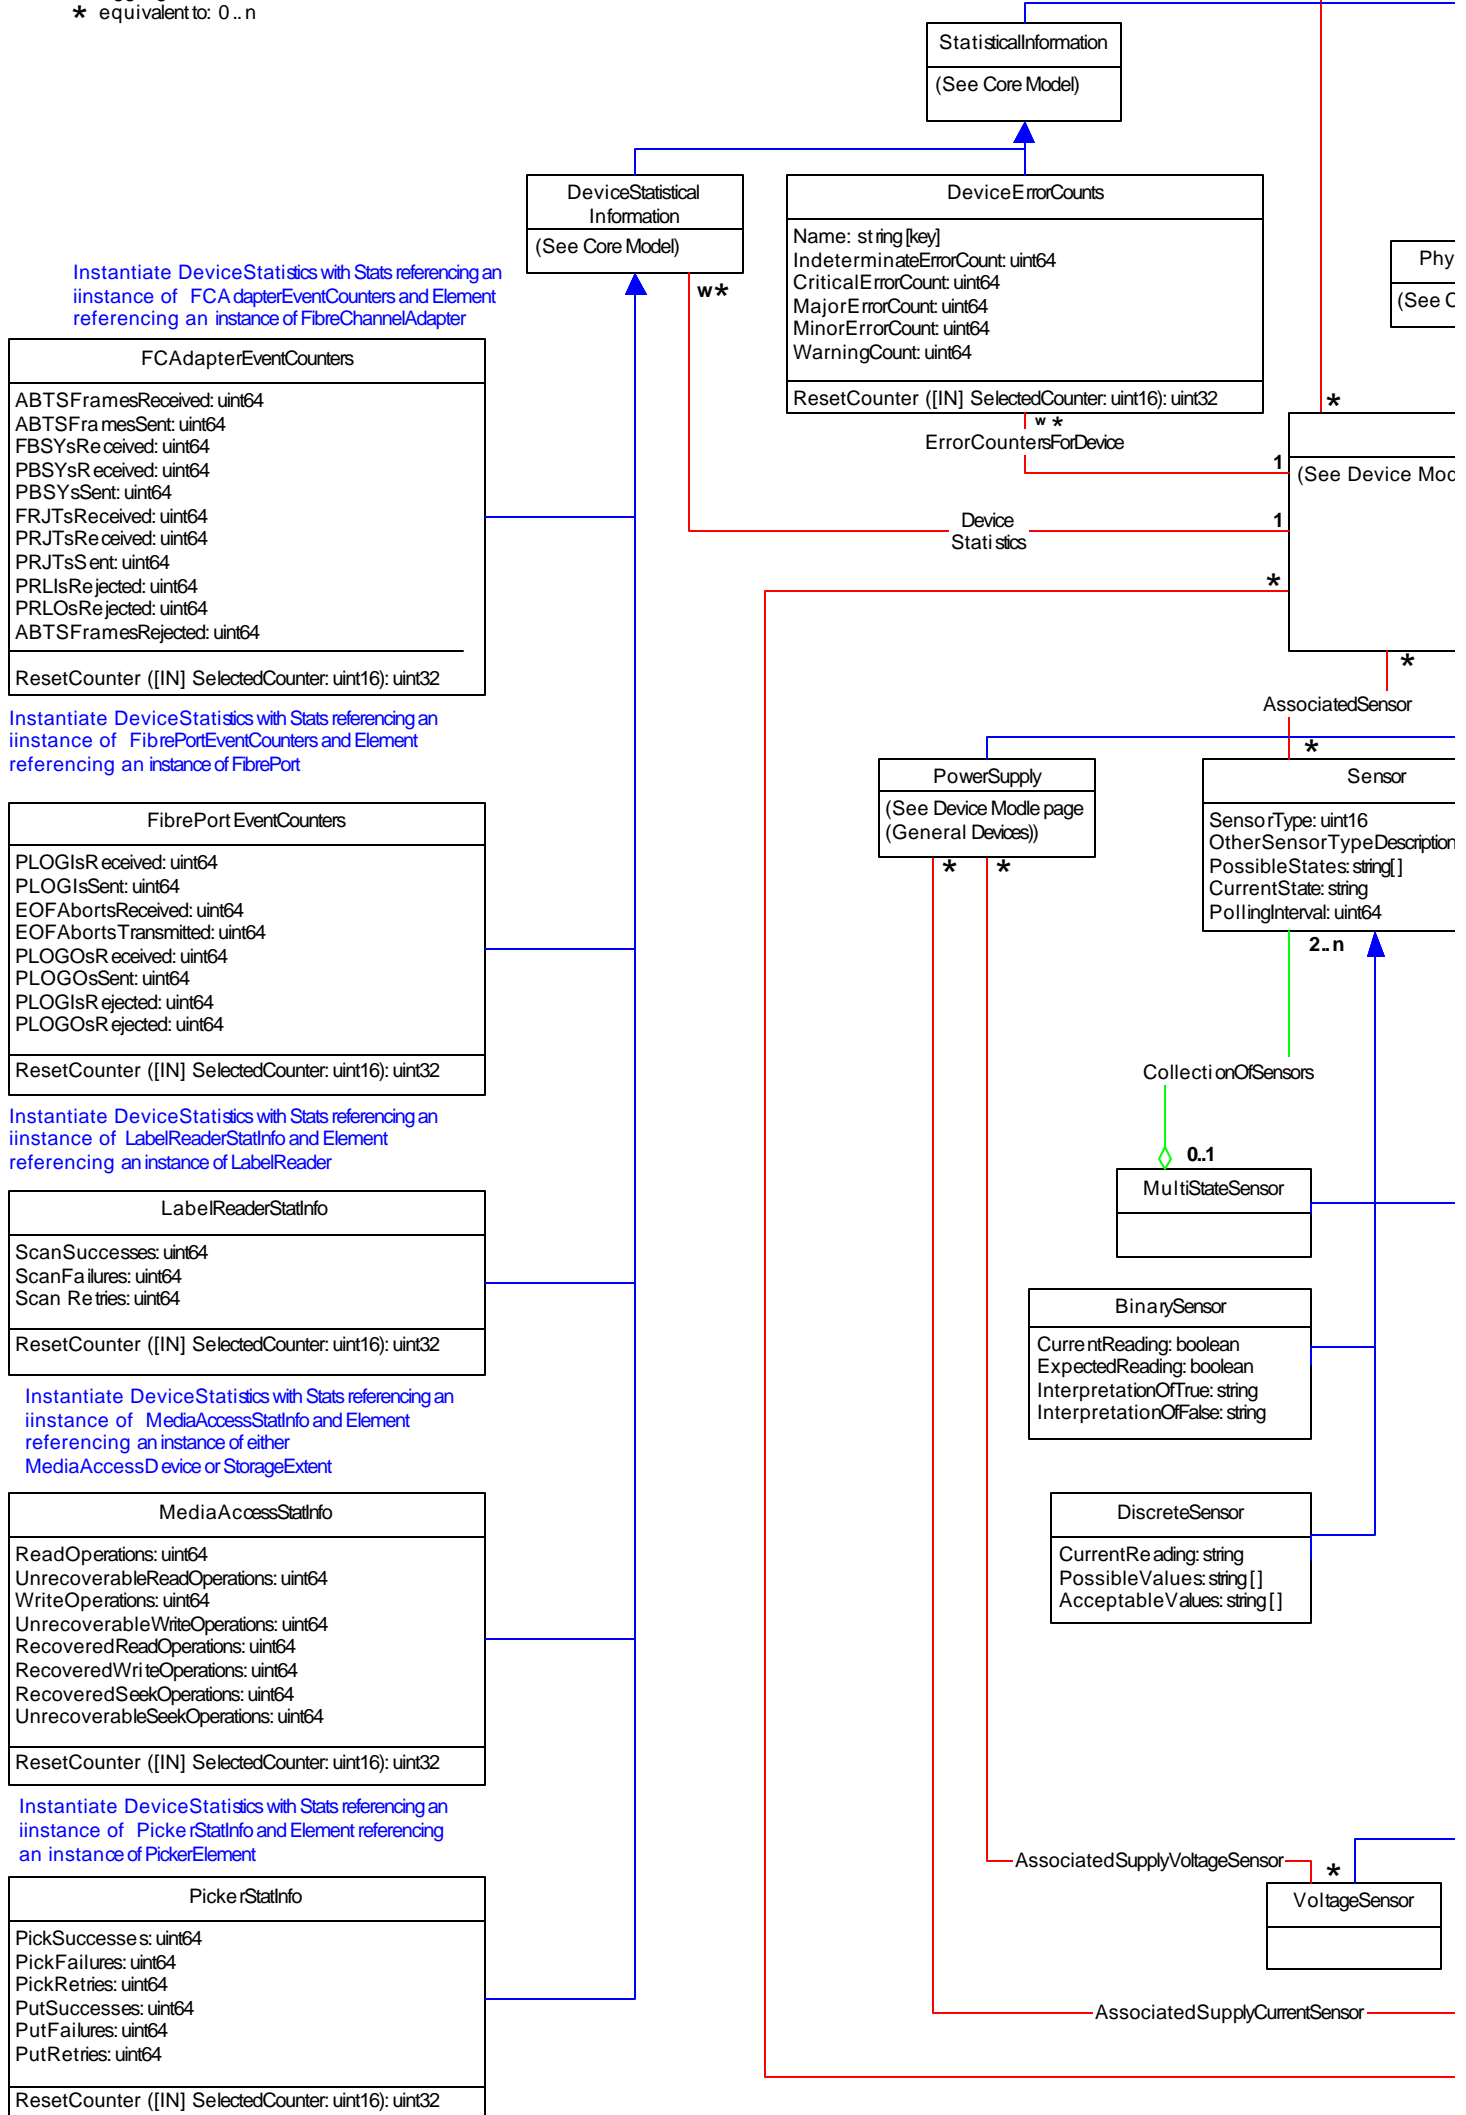 * equivalent to: 0..n
StatisticalInformation
(See Core Model)
DeviceStatistical
Information
(See Core Model)
w*
DeviceErrorCounts
Name: string [key]
IndeterminateErrorCount: uint64
CriticalErrorCount: uint64
MajorErrorCount: uint64
MinorErrorCount: uint64
WarningCount: uint64
ResetCounter ([IN] SelectedCounter: uint16): uint32
w *
ErrorCountersForDevice
1
Device
Statistics
1
*
*
Phy
(See C
(See Device Mod
*
AssociatedSensor
*
Instantiate DeviceStatistics with Stats referencing an
iinstance of FCAdapterEventCounters and Element
referencing an instance of FibreChannelAdapter
FCAdapterEventCounters
ABTSFramesReceived: uint64
ABTSFramesSent: uint64
FBSYsReceived: uint64
PBSYsReceived: uint64
PBSYsSent: uint64
FRJTsReceived: uint64
PRJTsReceived: uint64
PRJTsSent: uint64
PRLIsRejected: uint64
PRLOsRejected: uint64
ABTSFramesRejected: uint64
ResetCounter ([IN] SelectedCounter: uint16): uint32
Instantiate DeviceStatistics with Stats referencing an
iinstance of FibrePortEventCounters and Element
referencing an instance of FibrePort
FibrePortEventCounters
PLOGIsReceived: uint64
PLOGIsSent: uint64
EOFAbortsReceived: uint64
EOFAbortsTransmitted: uint64
PLOGOsReceived: uint64
PLOGOsSent: uint64
PLOGIsRejected: uint64
PLOGOsRejected: uint64
ResetCounter ([IN] SelectedCounter: uint16): uint32
Instantiate DeviceStatistics with Stats referencing an
iinstance of LabelReaderStatInfo and Element
referencing an instance of LabelReader
LabelReaderStatInfo
ScanSuccesses: uint64
ScanFailures: uint64
Scan Retries: uint64
ResetCounter ([IN] SelectedCounter: uint16): uint32
Instantiate DeviceStatistics with Stats referencing an
iinstance of MediaAccessStatInfo and Element
referencing an instance of either
MediaAccessDevice or StorageExtent
MediaAccessStatInfo
ReadOperations: uint64
UnrecoverableReadOperations: uint64
WriteOperations: uint64
UnrecoverableWriteOperations: uint64
RecoveredReadOperations: uint64
RecoveredWriteOperations: uint64
RecoveredSeekOperations: uint64
UnrecoverableSeekOperations: uint64
ResetCounter ([IN] SelectedCounter: uint16): uint32
Instantiate DeviceStatistics with Stats referencing an
iinstance of PickerStatInfo and Element referencing
an instance of PickerElement
PickerStatInfo
PickSuccesses: uint64
PickFailures: uint64
PickRetries: uint64
PutSuccesses: uint64
PutFailures: uint64
PutRetries: uint64
ResetCounter ([IN] SelectedCounter: uint16): uint32
PowerSupply
(See Device Modle page
(General Devices))
* *
Sensor
SensorType: uint16
OtherSensorTypeDescription
PossibleStates: string[]
CurrentState: string
PollingInterval: uint64
2..n
CollectionOfSensors
0..1
MultiStateSensor
BinarySensor
CurrentReading: boolean
ExpectedReading: boolean
InterpretationOfTrue: string
InterpretationOfFalse: string
DiscreteSensor
CurrentReading: string
PossibleValues: string[]
AcceptableValues: string[]
AssociatedSupplyVoltageSensor
*
VoltageSensor
AssociatedSupplyCurrentSensor